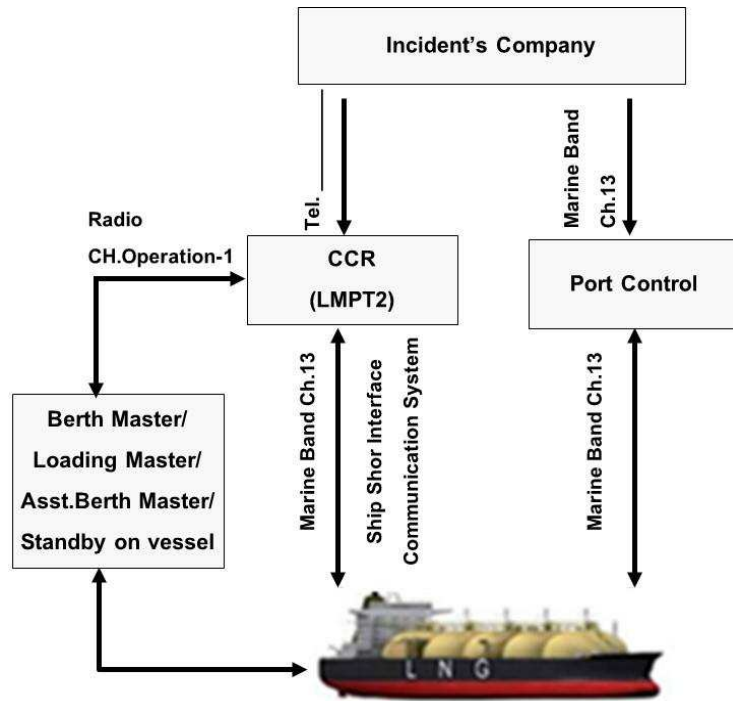 Incident's Company
Tel.
Marine Band
Ch.13
Radio
CH.Operation-1
CCR
(LMPT2)
Port Control
Berth Master/
Loading Master/
Asst.Berth Master/
Standby on vessel
Marine Band Ch.13
Ship Shor Interface
Communication System
Marine Band Ch.13
L N G